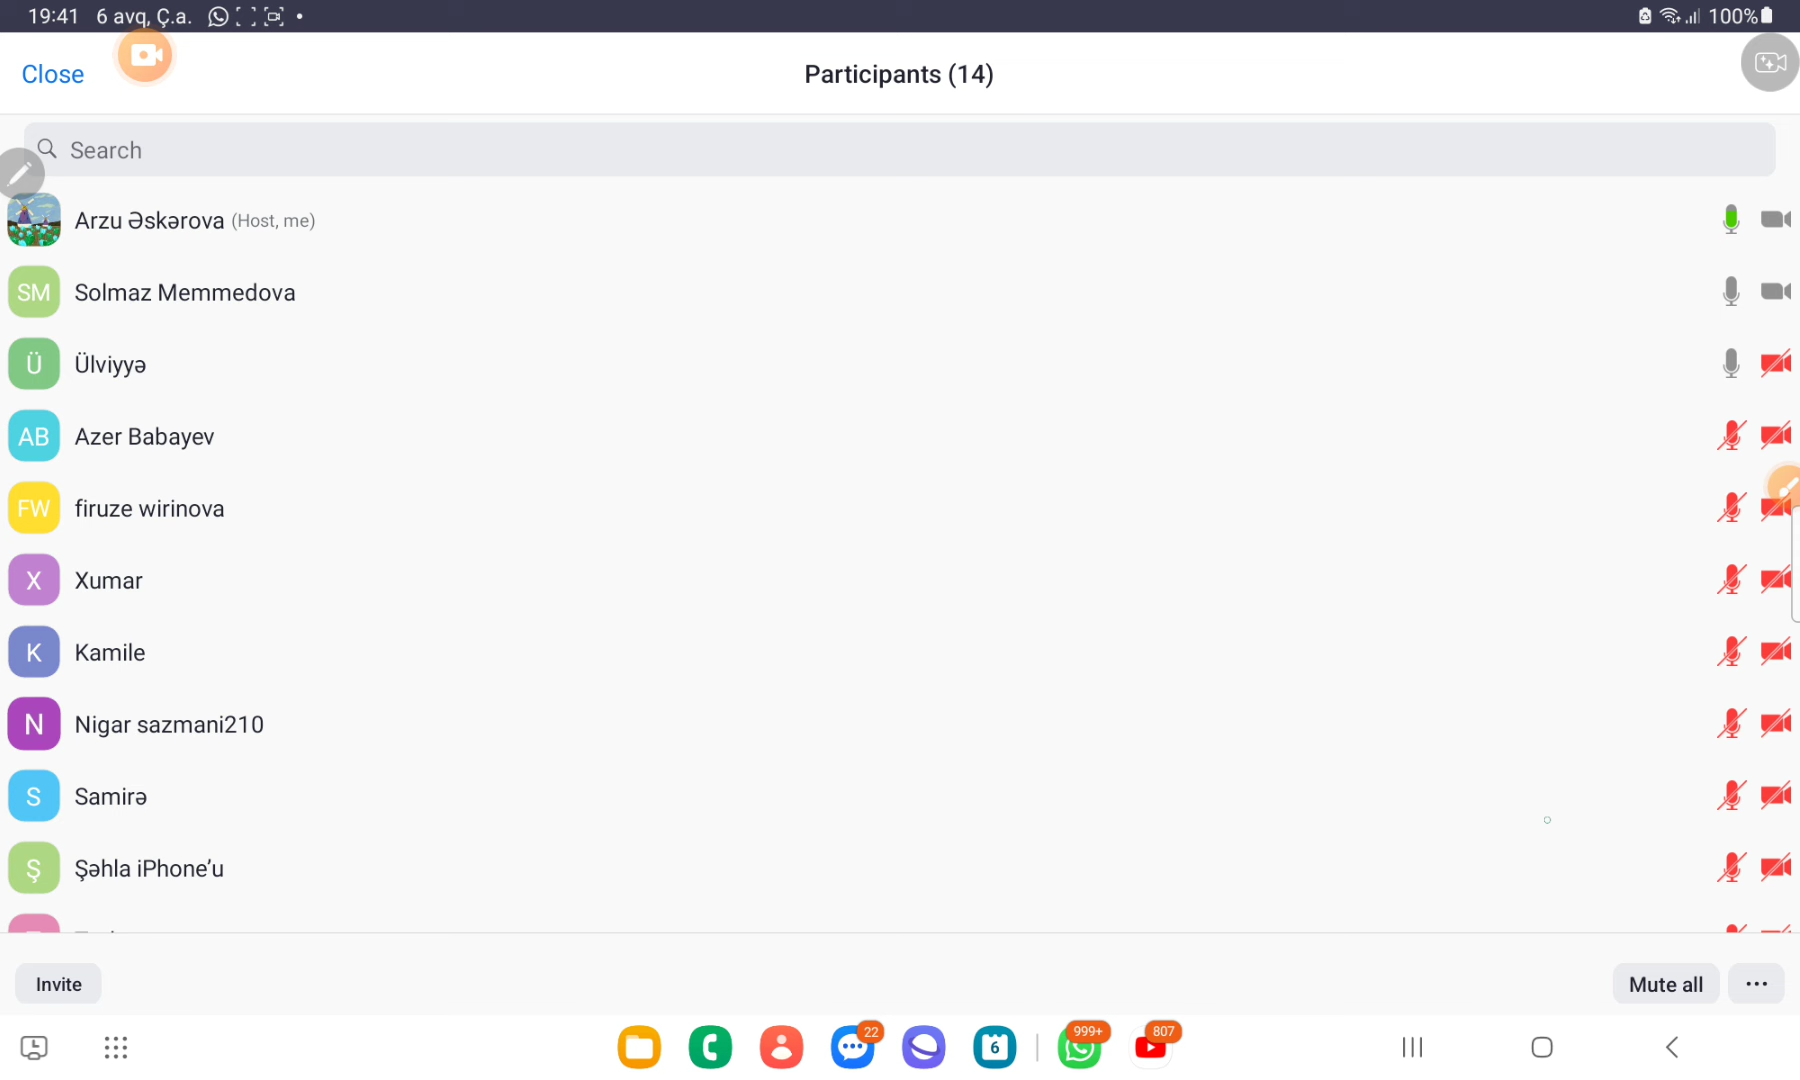 19:41 6 avq, Ç.a. 100%
Close
Participants (14)
Search
Arzu Əskərova (Host, me)
SM Solmaz Memmedova
Ü Ülviyyə
AB Azer Babayev
FW firuze wirinova
X Xumar
K Kamile
N Nigar sazmani210
S Samirə
Ş Şəhla iPhone’u
Invite
Mute all
22
6
999+
807